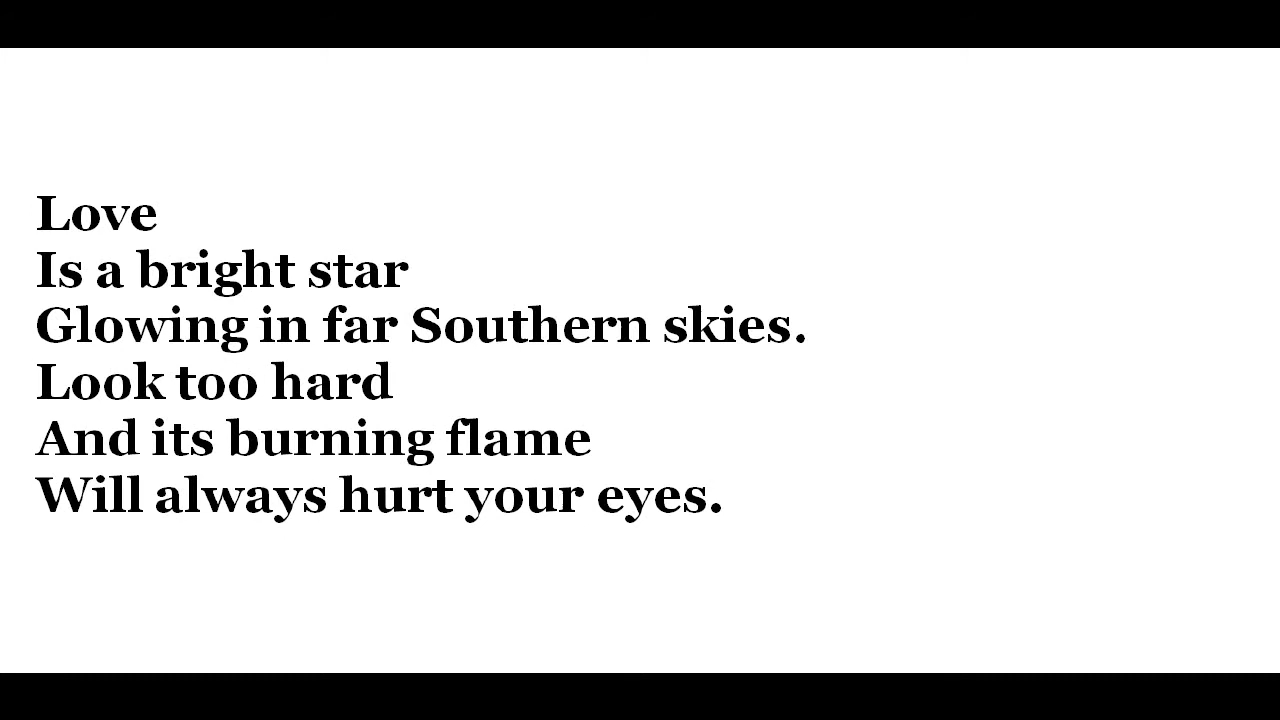 Love
Is a bright star
Glowing in far Southern skies.
Look too hard
And its burning flame
Will always hurt your eyes.